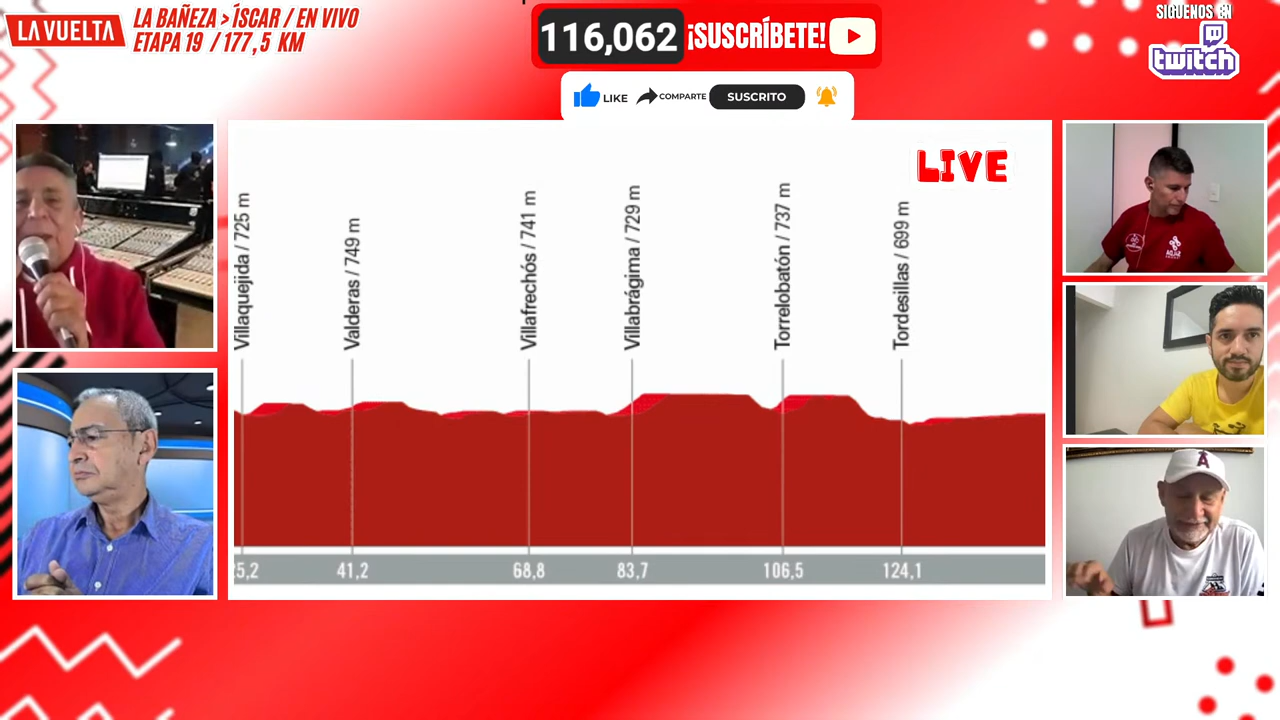 LA VUELTA
LA BAÑEZA > ÍSCAR / EN VIVO
ETAPA 19 / 177,5 KM
116,062
¡SUSCRÍBETE!
SIGUENOS EN
twitch
LIKE
COMPARTE
SUSCRITO
LIVE
Villaquejida / 725 m
Valderas / 749 m
Villafrechós / 741 m
Villabrágima / 729 m
Torrelobatón / 737 m
Tordesillas / 699 m
5,2
41,2
68,8
83,7
106,5
124,1
A